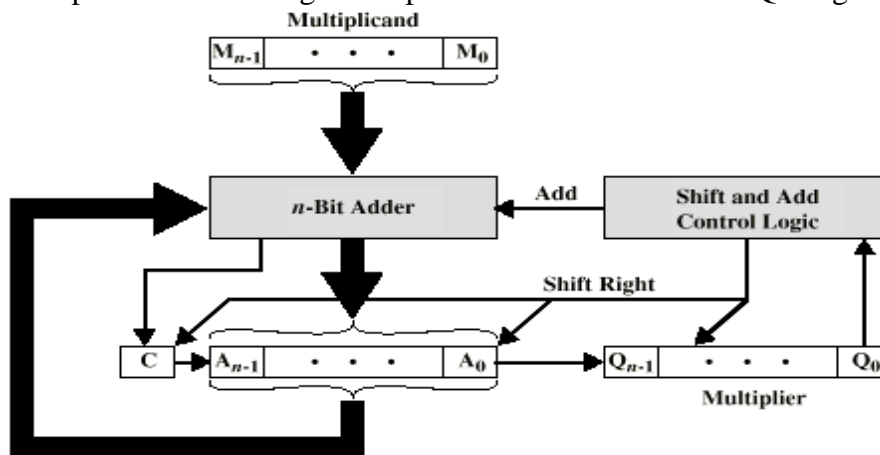 Multiplicand
Mn-1 · · · M0
n-Bit Adder
Add
Shift and Add
Control Logic
Shift Right
C
An-1 · · · A0
Qn-1 · · · Q0
Multiplier